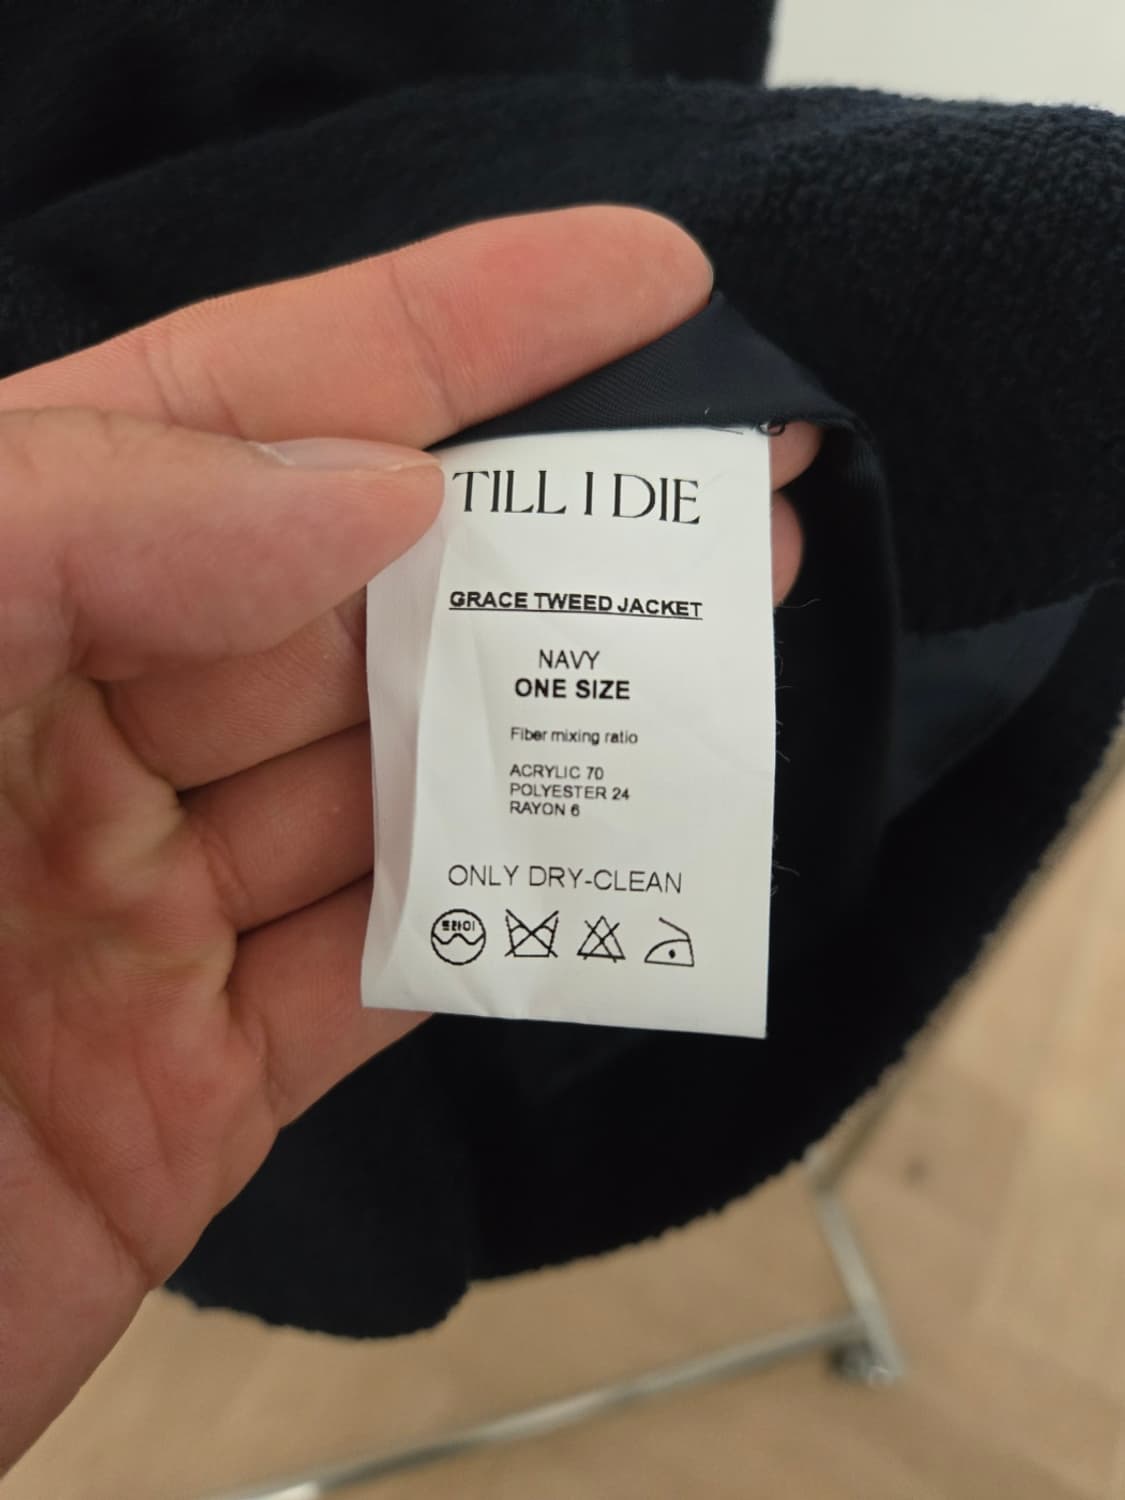 TILL I DIE
GRACE TWEED JACKET
NAVY
ONE SIZE
Fiber mixing ratio
ACRYLIC 70
POLYESTER 24
RAYON 6
ONLY DRY-CLEAN
드라이